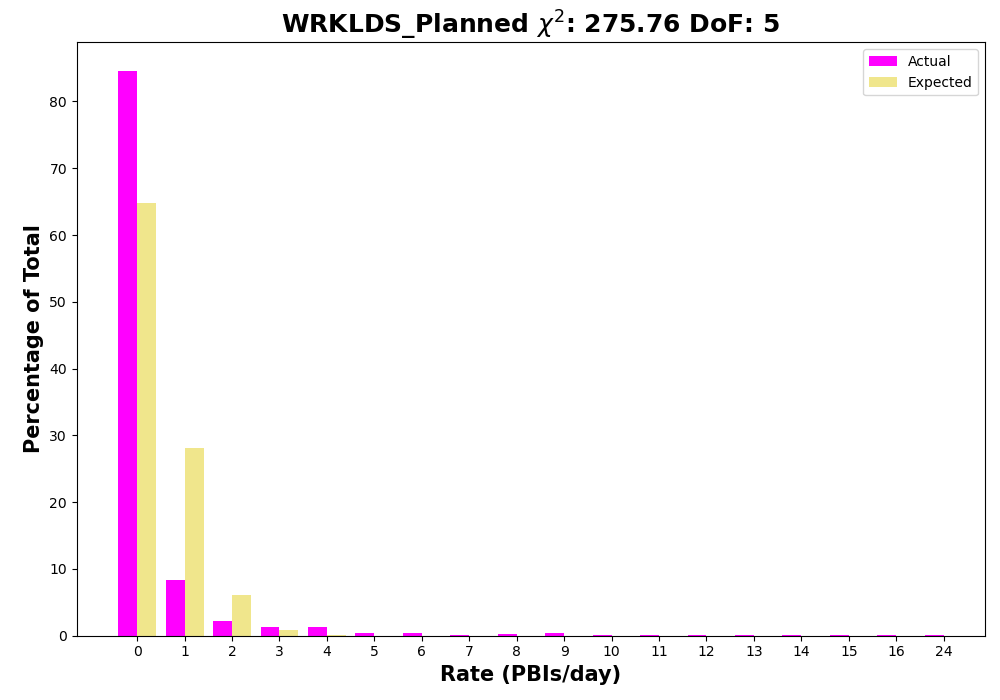 WRKLDS_Planned χ²: 275.76 DoF: 5
Actual
Expected
Percentage of Total
80
70
60
50
40
30
20
10
0
0 1 2 3 4 5 6 7 8 9 10 11 12 13 14 15 16 24
Rate (PBIs/day)